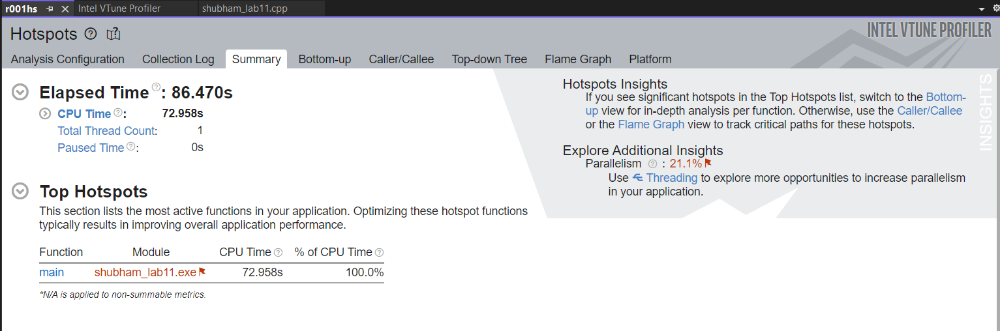 r001hs
Intel VTune Profiler
shubham_lab11.cpp
Hotspots
INTEL VTUNE PROFILER
Analysis Configuration
Collection Log
Summary
Bottom-up
Caller/Callee
Top-down Tree
Flame Graph
Platform
Elapsed Time : 86.470s
CPU Time : 72.958s
Total Thread Count: 1
Paused Time : 0s
Top Hotspots
This section lists the most active functions in your application. Optimizing these hotspot functions
typically results in improving overall application performance.
Function Module CPU Time % of CPU Time
main shubham_lab11.exe 72.958s 100.0%
*N/A is applied to non-summable metrics.
Hotspots Insights
If you see significant hotspots in the Top Hotspots list, switch to the Bottom-
up view for in-depth analysis per function. Otherwise, use the Caller/Callee
or the Flame Graph view to track critical paths for these hotspots.
Explore Additional Insights
Parallelism : 21.1%
Use Threading to explore more opportunities to increase parallelism
in your application.
INSIGHTS